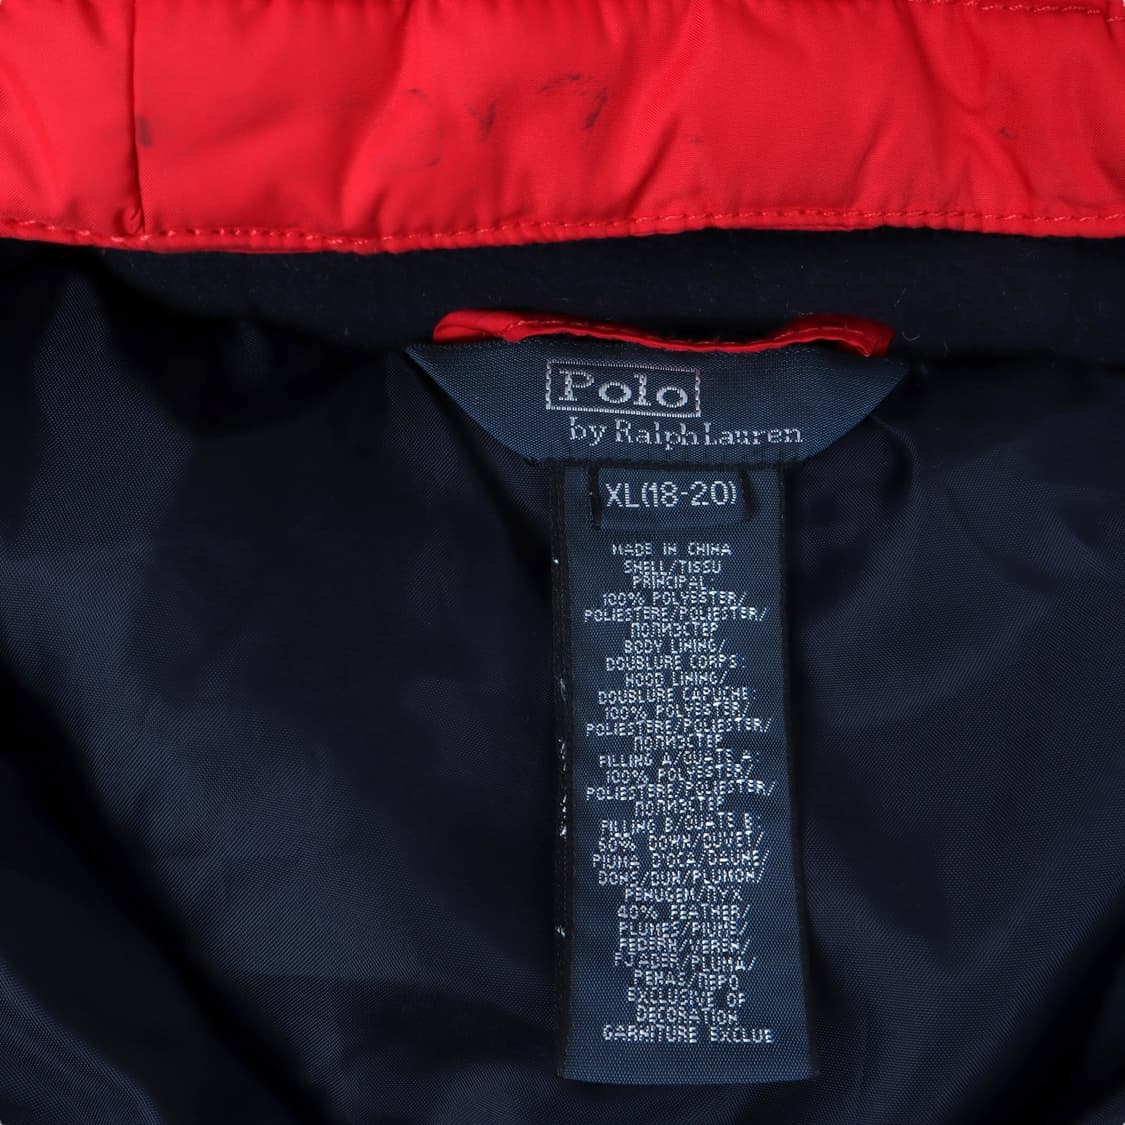 Polo
by Ralph Lauren
XL(18-20)
MADE IN CHINA
SHELL/TISSU
PRINCIPAL:
100% POLYESTER/
POLIESTERE/POLIESTER/
ПОЛИЭСТЕР
BODY LINING/
DOUBLURE CORPS:
HOOD LINING/
DOUBLURE CAPUCHE:
100% POLYESTER/
POLIESTERE/POLIESTER/
ПОЛИЭСТЕР
FILLING A/OUATE A:
100% POLYESTER/
POLIESTERE/POLIESTER/
ПОЛИЭСТЕР
FILLING B/OUATE B:
60% DOWN/DUVET/
PIUMA D'OCA/DAUNE/
DONS/DUN/PLUMON/
PENUGEM/ПУХ
40% FEATHER/
PLUMES/PIUME/
FEDERN/VEREN/
FJADER/PLUMA/
PENAS/ПЕРО
EXCLUSIVE OF
DECORATION
GARNITURE EXCLUE